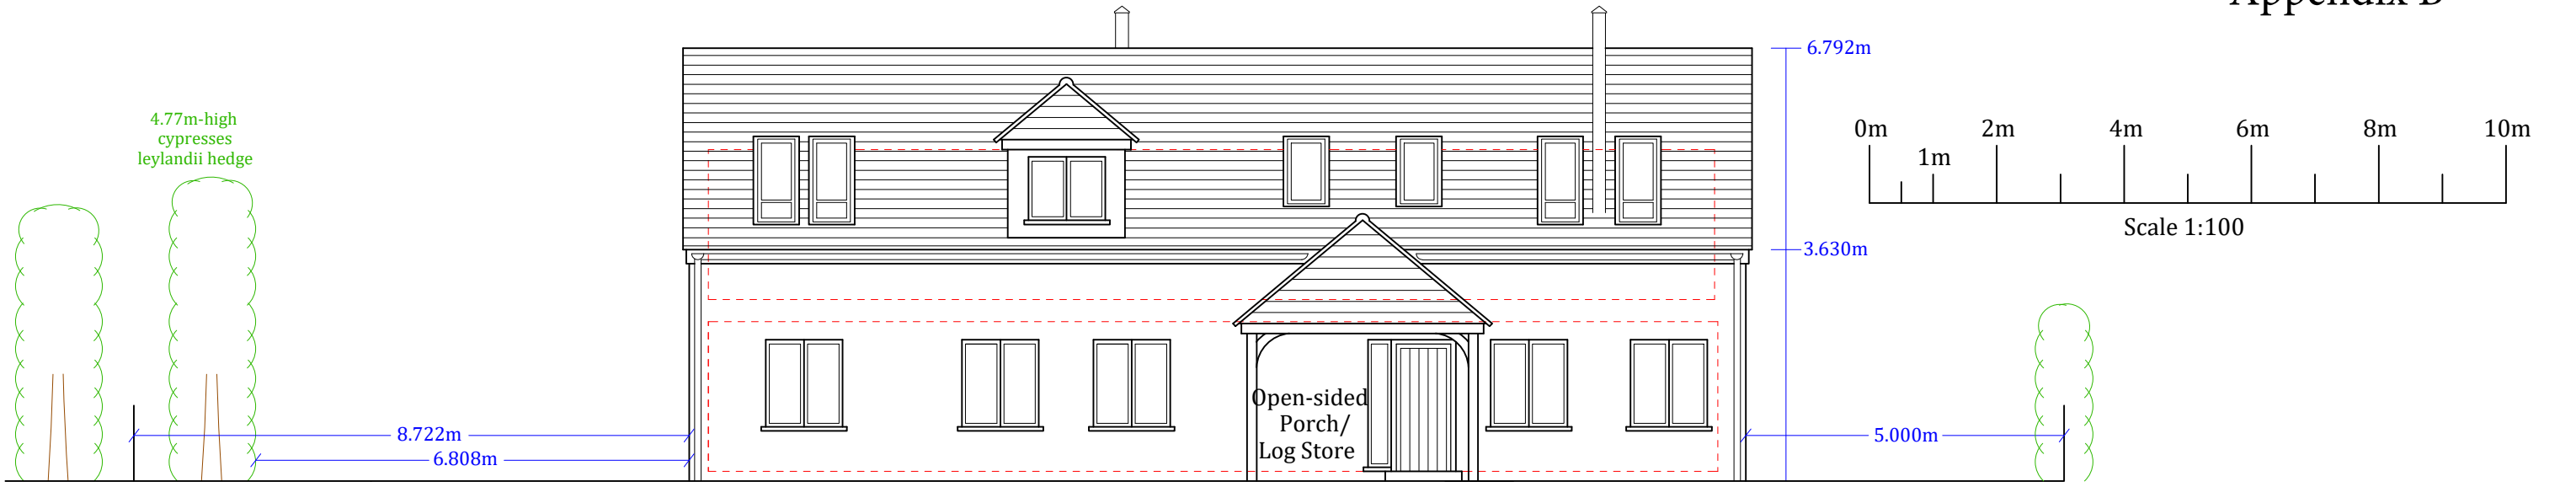 Appendix B
6.792m
4.77m-high
cypresses
leylandii hedge
0m 2m 4m 6m 8m 10m
1m
Scale 1:100
3.630m
Open-sided
Porch/
Log Store
8.722m
5.000m
6.808m